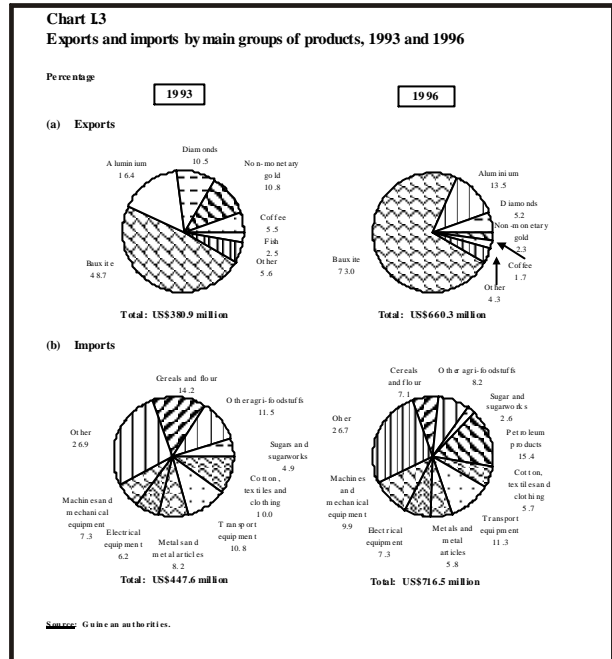 Chart I.3
Exports and imports by main groups of products, 1993 and 1996
Percentage
1993
1996
(a) Exports
Diamonds
10.5
Aluminium
16.4
Non-monetary
gold
10.8
Coffee
5.5
Fish
2.5
Other
5.6
Bauxite
48.7
Total: US$380.9 million
Aluminium
13.5
Diamonds
5.2
Non-monetary
gold
2.3
Coffee
1.7
Other
4.3
Bauxite
73.0
Total: US$660.3 million
(b) Imports
Cereals and flour
14.2
Other agri-foodstuffs
11.5
Sugars and
sugarworks
4.9
Cotton,
textiles and
clothing
10.0
Transport
equipment
10.8
Metals and
metal articles
8.2
Electrical
equipment
6.2
Machines and
mechanical
equipment
7.3
Other
26.9
Total: US$447.6 million
Cereals
and flour
7.1
Other agri-foodstuffs
8.2
Sugar and
sugarworks
2.6
Petroleum
products
15.4
Cotton,
textiles and
clothing
5.7
Transport
equipment
11.3
Metals and
metal
articles
5.8
Electrical
equipment
7.3
Machines
and
mechanical
equipment
9.9
Oher
26.7
Total: US$716.5 million
Source: Guinean authorities.